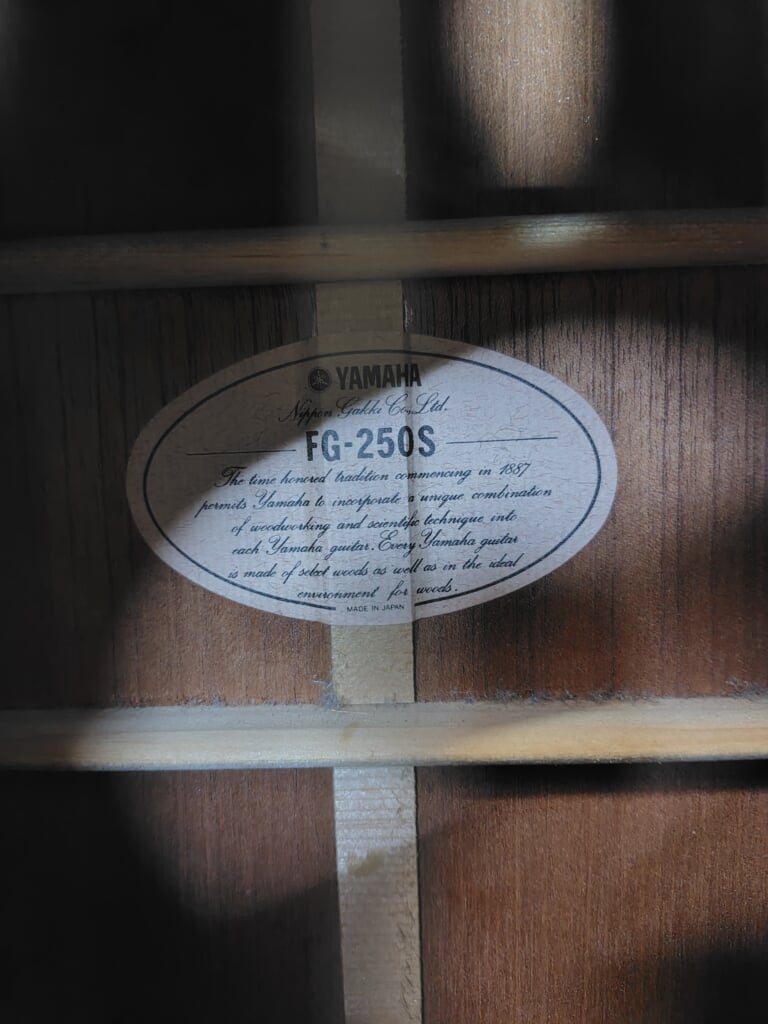 YAMAHA
Nippon Gakki Co., Ltd.
FG-250S
The time honored tradition commencing in 1887
permits Yamaha to incorporate a unique combination
of woodworking and scientific technique into
each Yamaha guitar. Every Yamaha guitar
is made of select woods as well as in the ideal
environment for woods.
MADE IN JAPAN